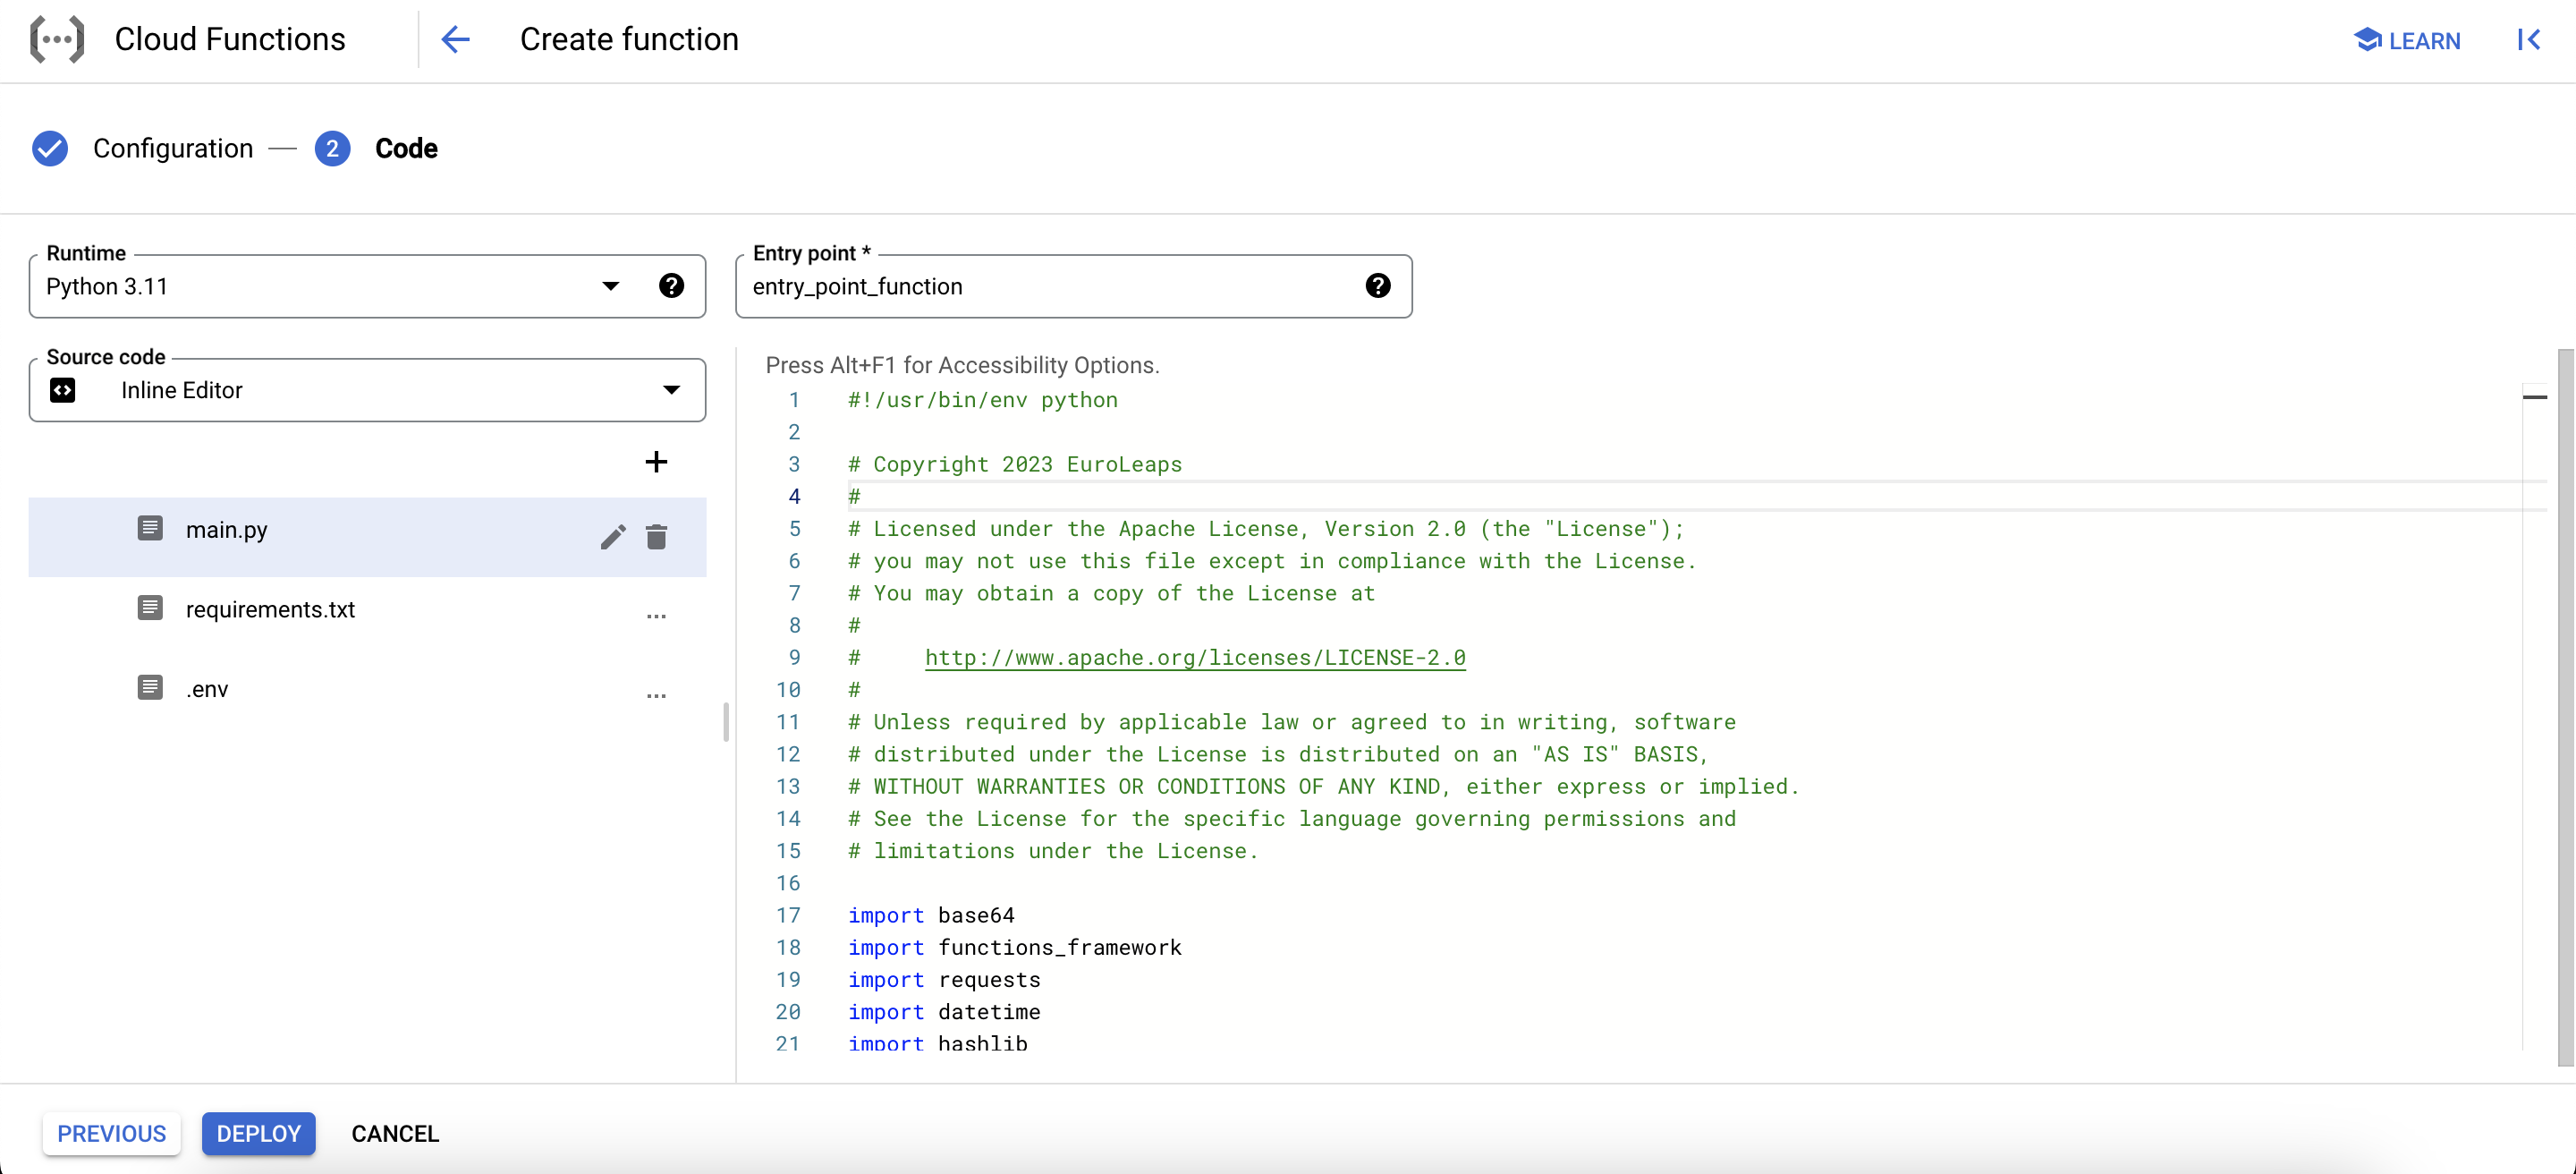 Cloud Functions
Create function
LEARN
Configuration
2
Code
Runtime
Python 3.11
Entry point *
entry_point_function
Source code
Inline Editor
main.py
requirements.txt
...
.env
...
Press Alt+F1 for Accessibility Options.
1 #!/usr/bin/env python
2
3 # Copyright 2023 EuroLeaps
4 #
5 # Licensed under the Apache License, Version 2.0 (the "License");
6 # you may not use this file except in compliance with the License.
7 # You may obtain a copy of the License at
8 #
9 #     http://www.apache.org/licenses/LICENSE-2.0
10 #
11 # Unless required by applicable law or agreed to in writing, software
12 # distributed under the License is distributed on an "AS IS" BASIS,
13 # WITHOUT WARRANTIES OR CONDITIONS OF ANY KIND, either express or implied.
14 # See the License for the specific language governing permissions and
15 # limitations under the License.
16
17 import base64
18 import functions_framework
19 import requests
20 import datetime
21 import hashlib
PREVIOUS
DEPLOY
CANCEL